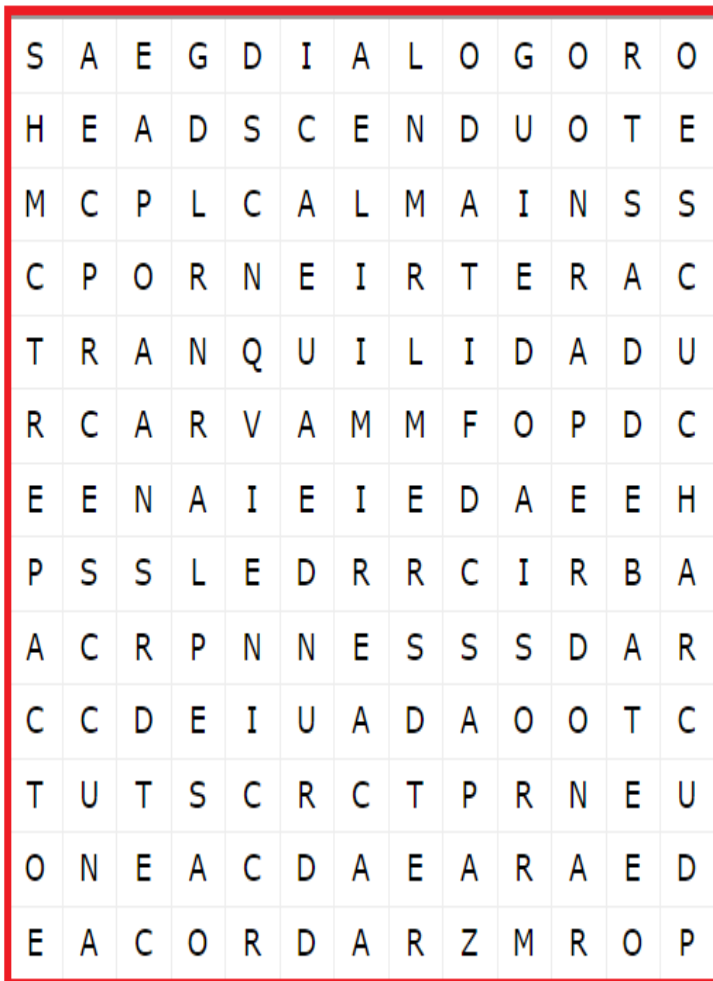 S A E G D I A L O G O R O
H E A D S C E N D U O T E
M C P L C A L M A I N S S
C P O R N E I R T E R A C
T R A N Q U I L I D A D U
R C A R V A M M F O P D C
E E N A I E I E D A E E H
P S S L E D R R C I R B A
A C R P N N E S S S D A R
C C D E I U A D A O O T C
T U T S C R C T P R N E U
O N E A C D A E A R A E D
E A C O R D A R Z M R O P